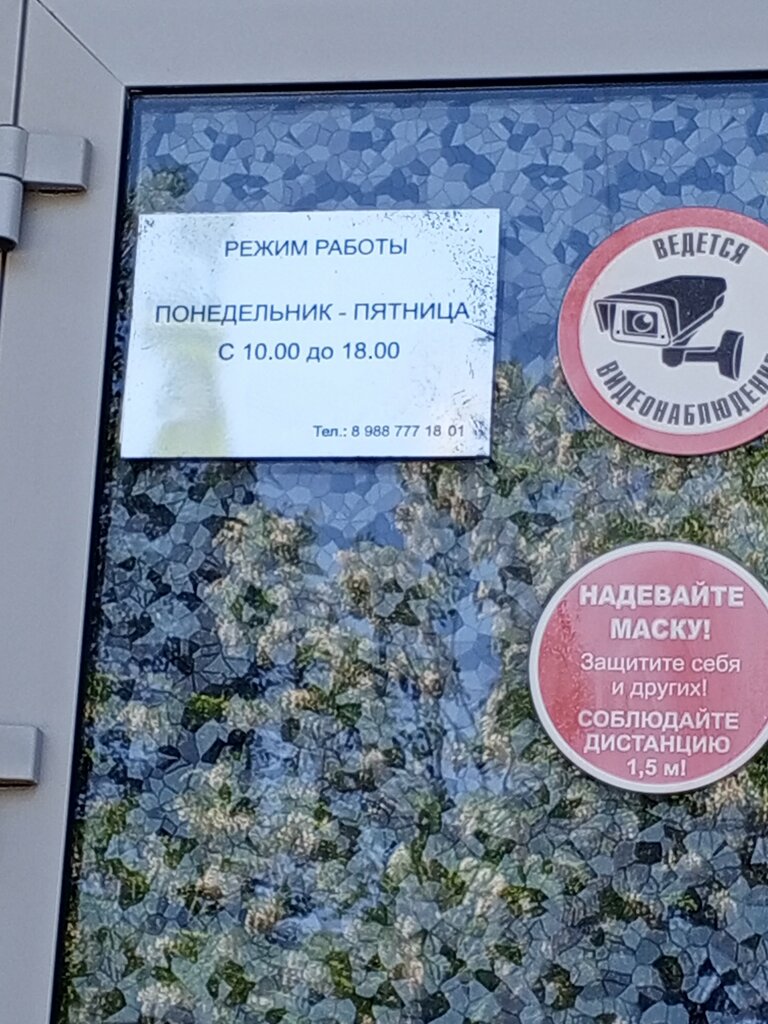 РЕЖИМ РАБОТЫ
ПОНЕДЕЛЬНИК - ПЯТНИЦА
С 10.00 до 18.00
Тел.: 8 988 777 18 01
ВЕДЕТСЯ
ВИДЕОНАБЛЮДЕНИЕ
НАДЕВАЙТЕ
МАСКУ!
Защитите себя
и других!
СОБЛЮДАЙТЕ
ДИСТАНЦИЮ
1,5 м!